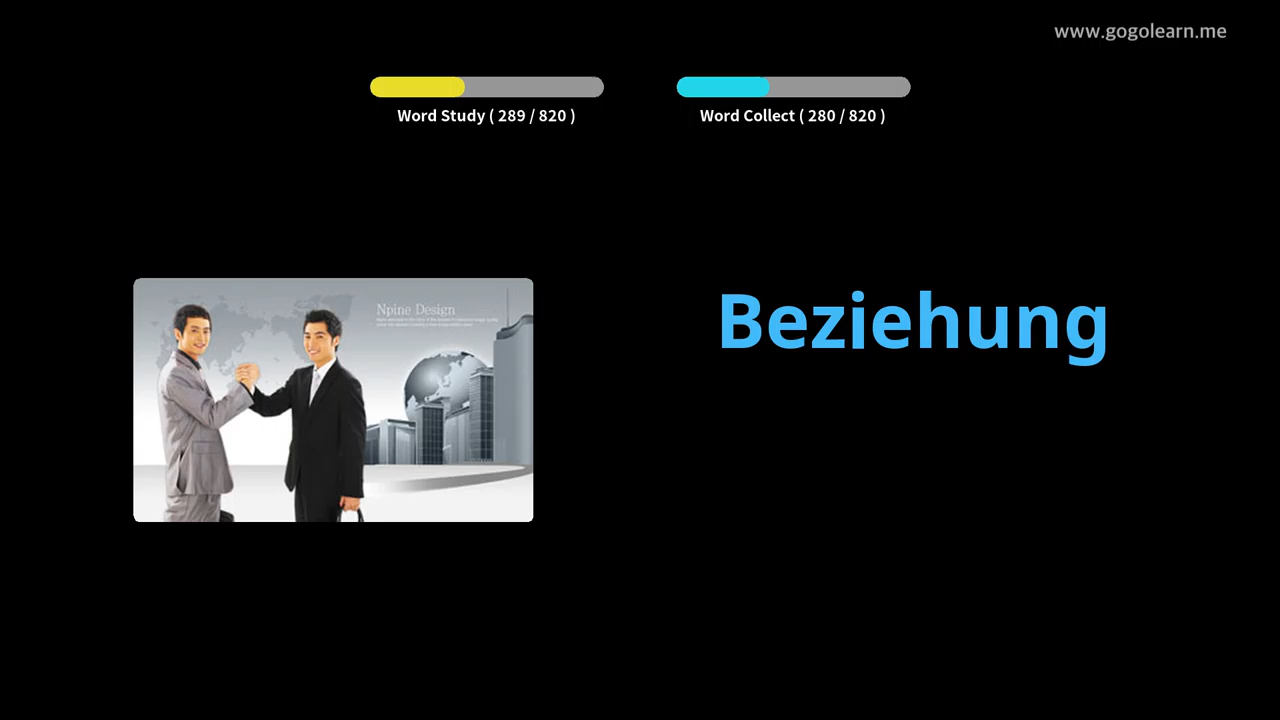 www.gogolearn.me
Word Study ( 289 / 820 )
Word Collect ( 280 / 820 )
Npine Design
Beziehung